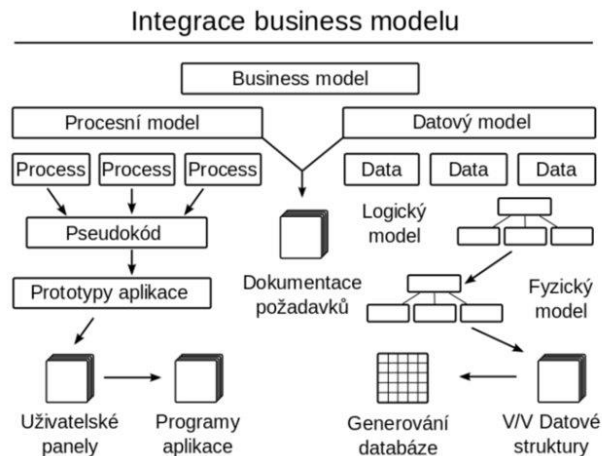 Integrace business modelu
Business model
Procesní model
Datový model
Process
Process
Process
Data
Data
Data
Pseudokód
Logický
model
Prototypy aplikace
Dokumentace
požadavků
Fyzický
model
Uživatelské
panely
Programy
aplikace
Generování
databáze
V/V Datové
struktury